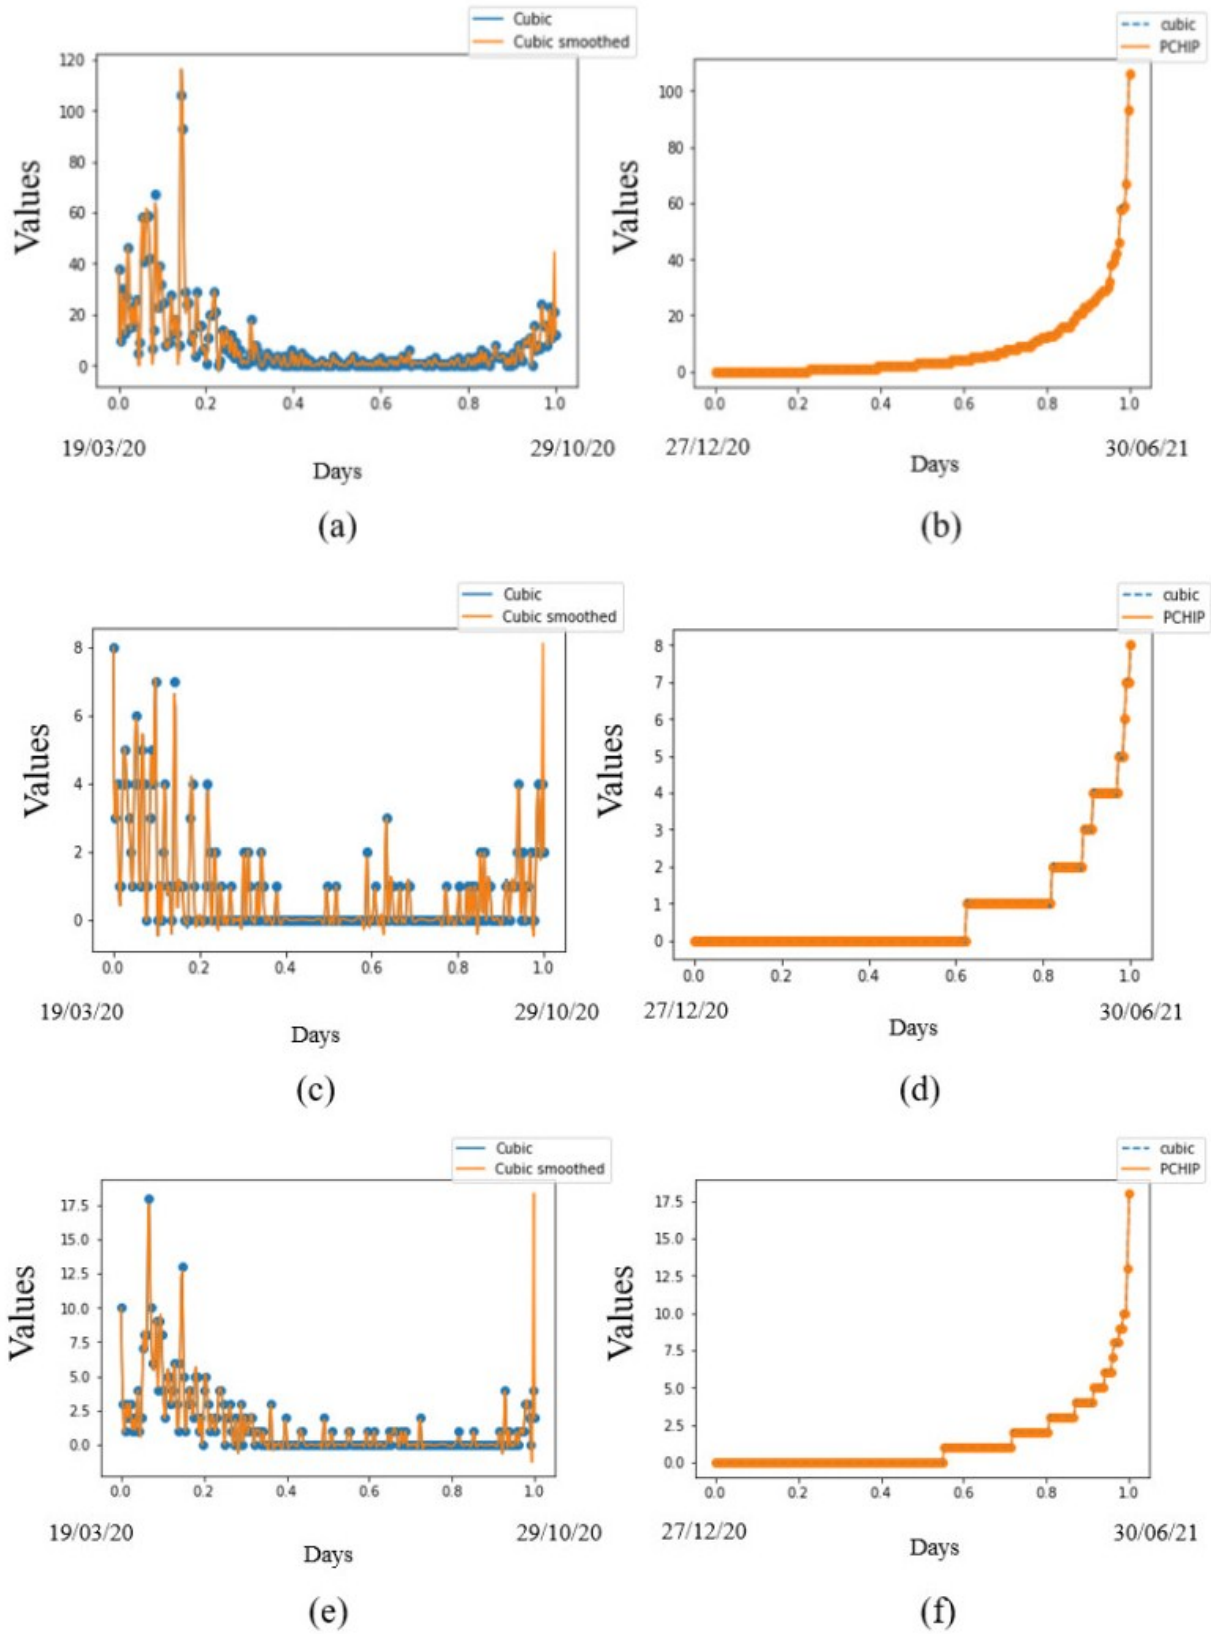 Cubic
Cubic smoothed
120
100
80
60
40
20
0
Values
0.0 0.2 0.4 0.6 0.8 1.0
19/03/20 29/10/20
Days
(a)
cubic
PCHIP
100
80
60
40
20
0
Values
0.0 0.2 0.4 0.6 0.8 1.0
27/12/20 30/06/21
Days
(b)
Cubic
Cubic smoothed
8
6
4
2
0
Values
0.0 0.2 0.4 0.6 0.8 1.0
19/03/20 29/10/20
Days
(c)
cubic
PCHIP
8
7
6
5
4
3
2
1
0
Values
0.0 0.2 0.4 0.6 0.8 1.0
27/12/20 30/06/21
Days
(d)
Cubic
Cubic smoothed
17.5
15.0
12.5
10.0
7.5
5.0
2.5
0.0
Values
0.0 0.2 0.4 0.6 0.8 1.0
19/03/20 29/10/20
Days
(e)
cubic
PCHIP
17.5
15.0
12.5
10.0
7.5
5.0
2.5
0.0
Values
0.0 0.2 0.4 0.6 0.8 1.0
27/12/20 30/06/21
Days
(f)